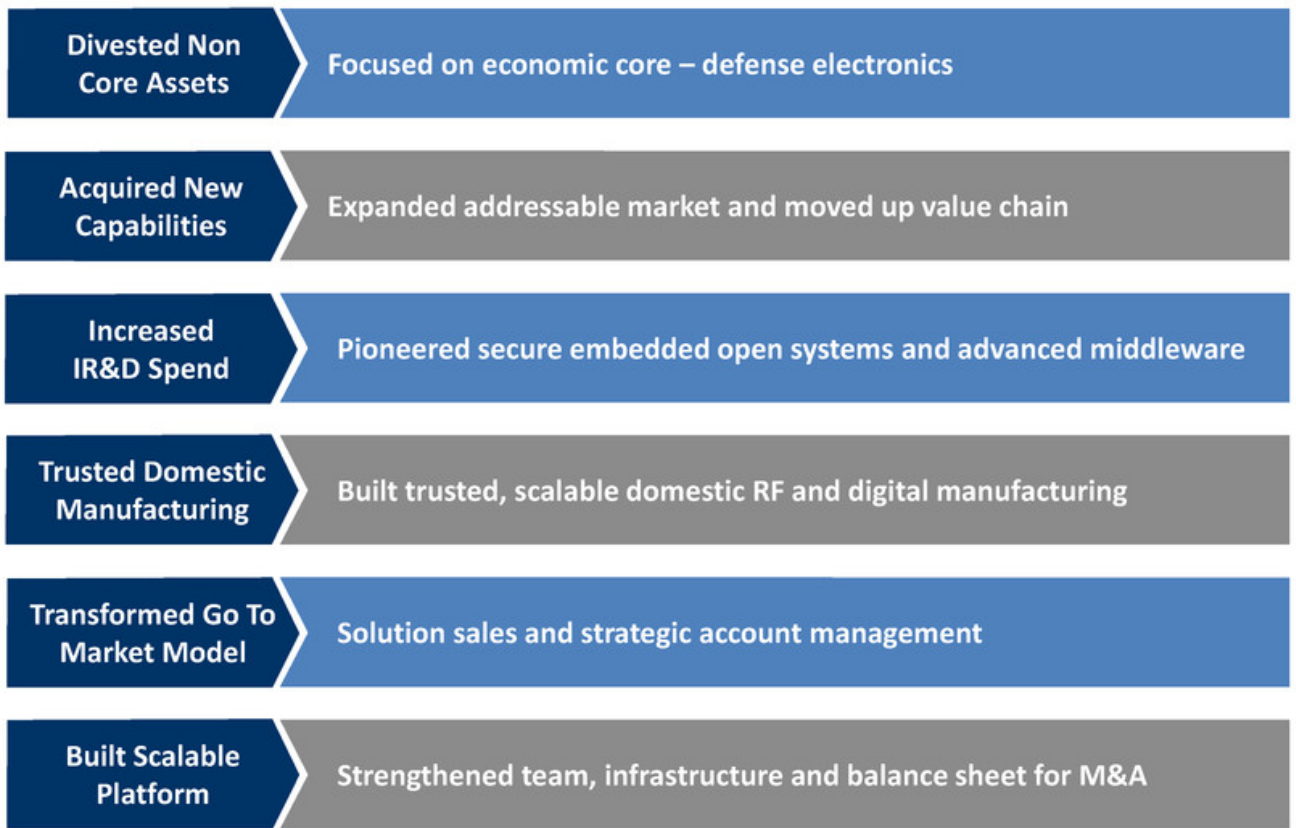 Divested Non
Core Assets
Focused on economic core – defense electronics
Acquired New
Capabilities
Expanded addressable market and moved up value chain
Increased
IR&D Spend
Pioneered secure embedded open systems and advanced middleware
Trusted Domestic
Manufacturing
Built trusted, scalable domestic RF and digital manufacturing
Transformed Go To
Market Model
Solution sales and strategic account management
Built Scalable
Platform
Strengthened team, infrastructure and balance sheet for M&A